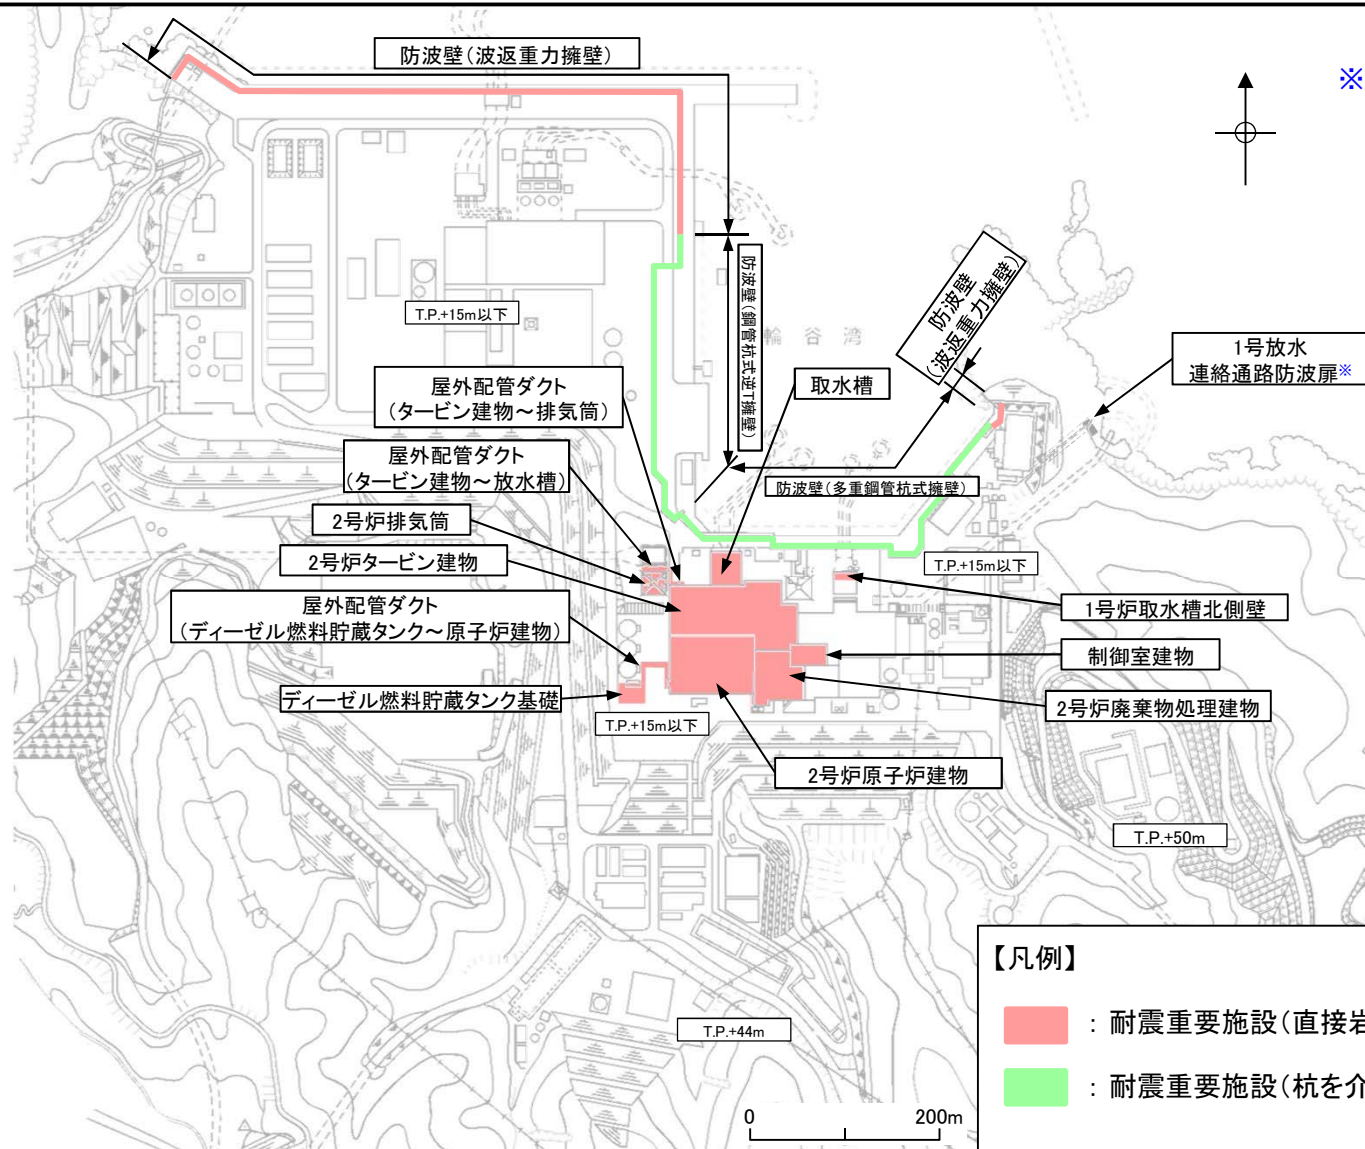 防波壁(波返重力擁壁)
※
防波壁(鋼管杭式逆T擁壁)
防波壁
(波返重力擁壁)
輪谷湾
T.P.+15m以下
1号放水
連絡通路防波扉※
屋外配管ダクト
(タービン建物～排気筒)
取水槽
屋外配管ダクト
(タービン建物～放水槽)
防波壁(多重鋼管杭式擁壁)
2号炉排気筒
2号炉タービン建物
T.P.+15m以下
屋外配管ダクト
(ディーゼル燃料貯蔵タンク～原子炉建物)
1号炉取水槽北側壁
制御室建物
ディーゼル燃料貯蔵タンク基礎
2号炉廃棄物処理建物
T.P.+15m以下
2号炉原子炉建物
T.P.+50m
T.P.+44m
【凡例】
：耐震重要施設(直接岩
：耐震重要施設(杭を介
0 200m